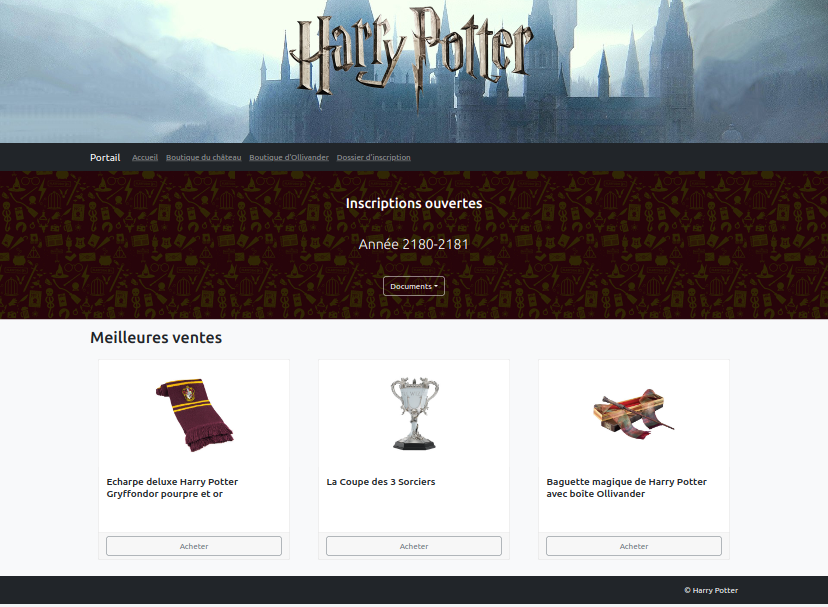 Harry Potter
Portail Accueil Boutique du château Boutique d'Ollivander Dossier d'inscription
Inscriptions ouvertes
Année 2180-2181
Documents
Meilleures ventes
Echarpe deluxe Harry Potter
Gryffondor pourpre et or
Acheter
La Coupe des 3 Sorciers
Acheter
Baguette magique de Harry Potter
avec boite Ollivander
Acheter
© Harry Potter